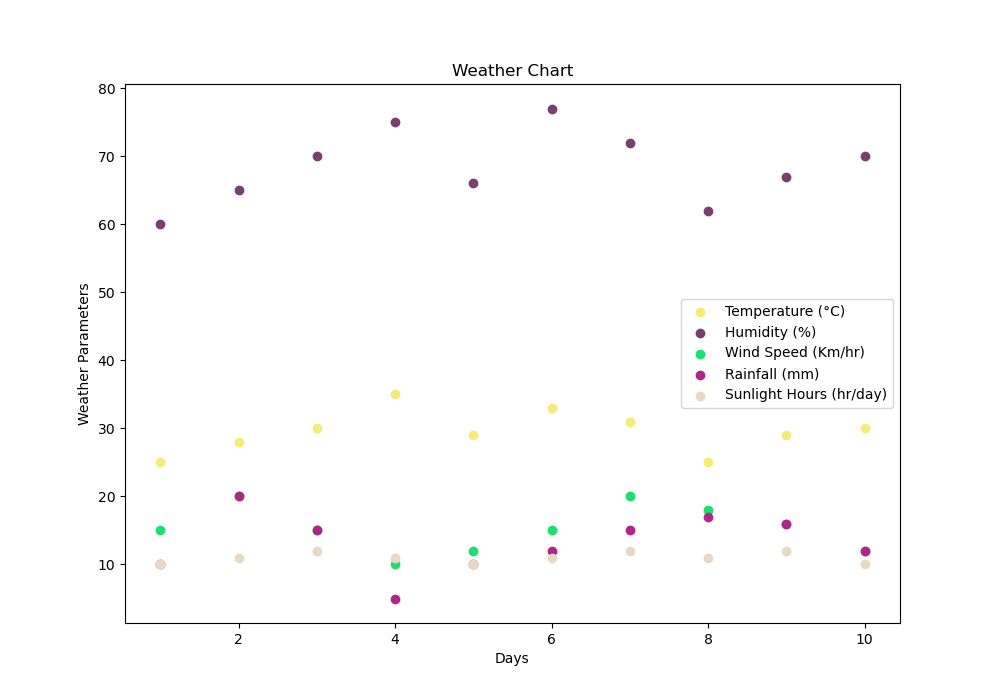 Weather Chart
80
70
60
50
40
30
20
10
Weather Parameters
Temperature (°C)
Humidity (%)
Wind Speed (Km/hr)
Rainfall (mm)
Sunlight Hours (hr/day)
2 4 6 8 10
Days